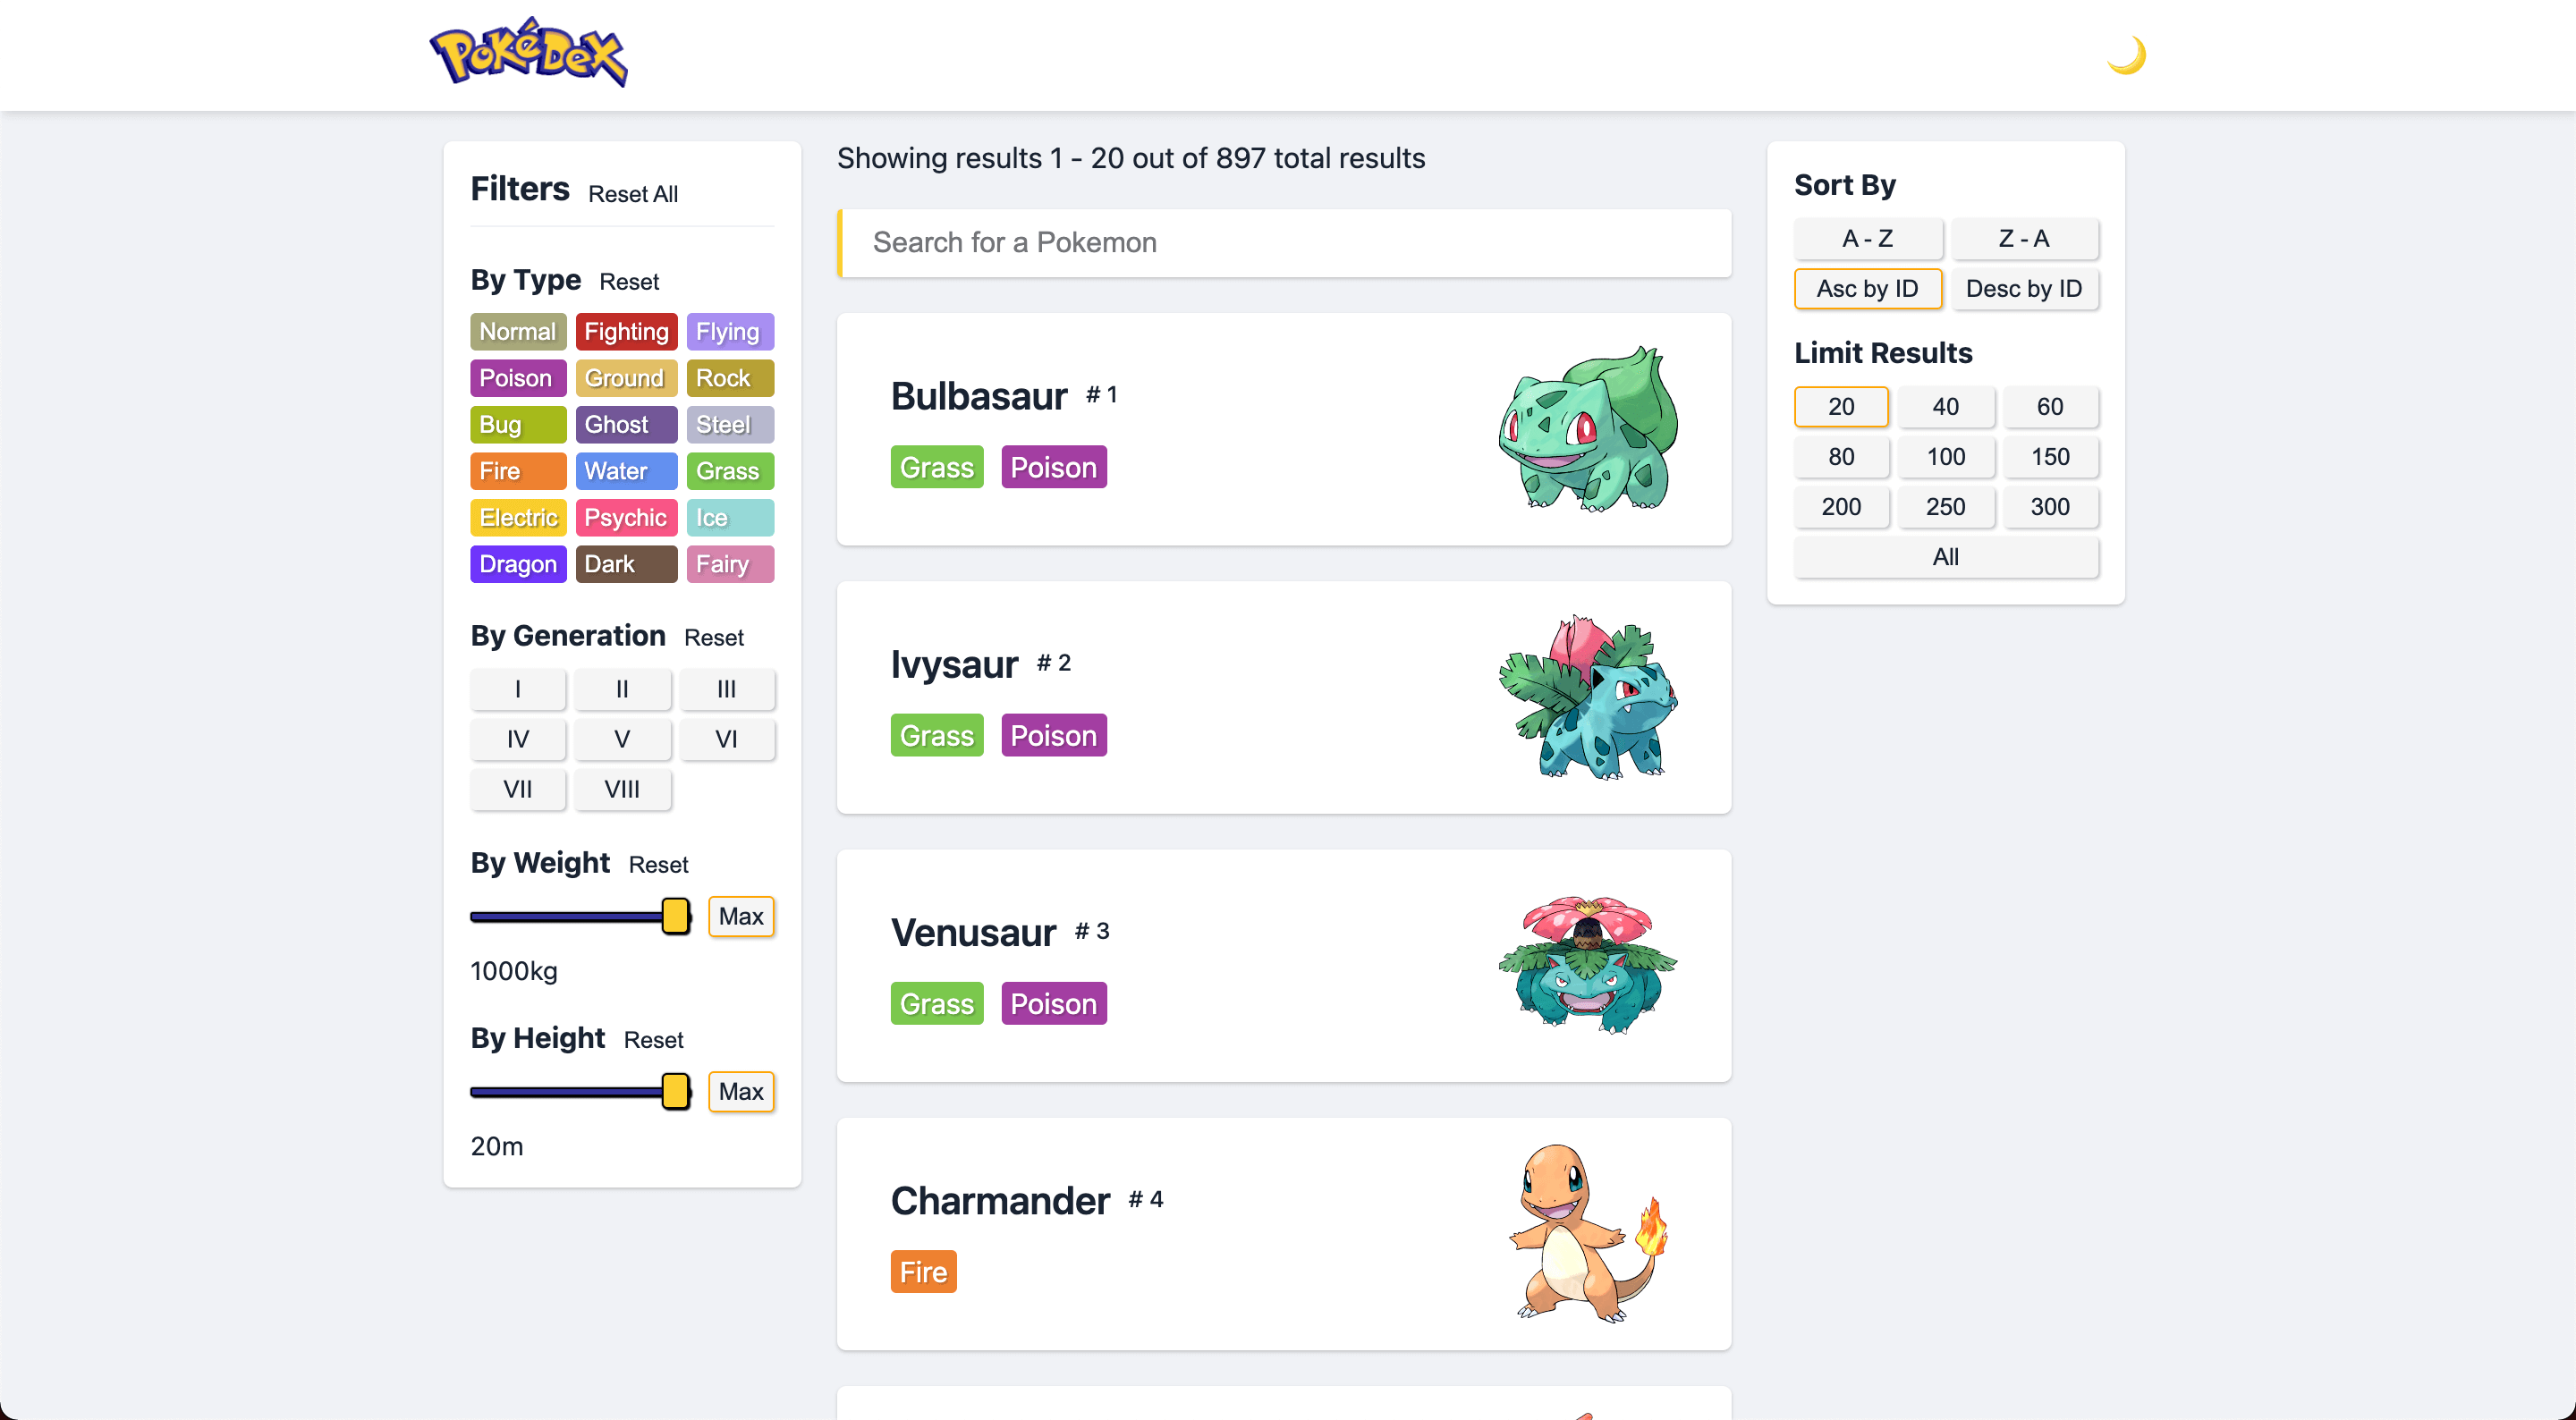 PoKéDeX
Filters Reset All
By Type Reset
Normal Fighting Flying
Poison Ground Rock
Bug Ghost Steel
Fire Water Grass
Electric Psychic Ice
Dragon Dark Fairy
By Generation Reset
I II III
IV V VI
VII VIII
By Weight Reset
Max
1000kg
By Height Reset
Max
20m
Showing results 1 - 20 out of 897 total results
Search for a Pokemon
Bulbasaur # 1
Grass Poison
Ivysaur # 2
Grass Poison
Venusaur # 3
Grass Poison
Charmander # 4
Fire
Sort By
A - Z Z - A
Asc by ID Desc by ID
Limit Results
20 40 60
80 100 150
200 250 300
All